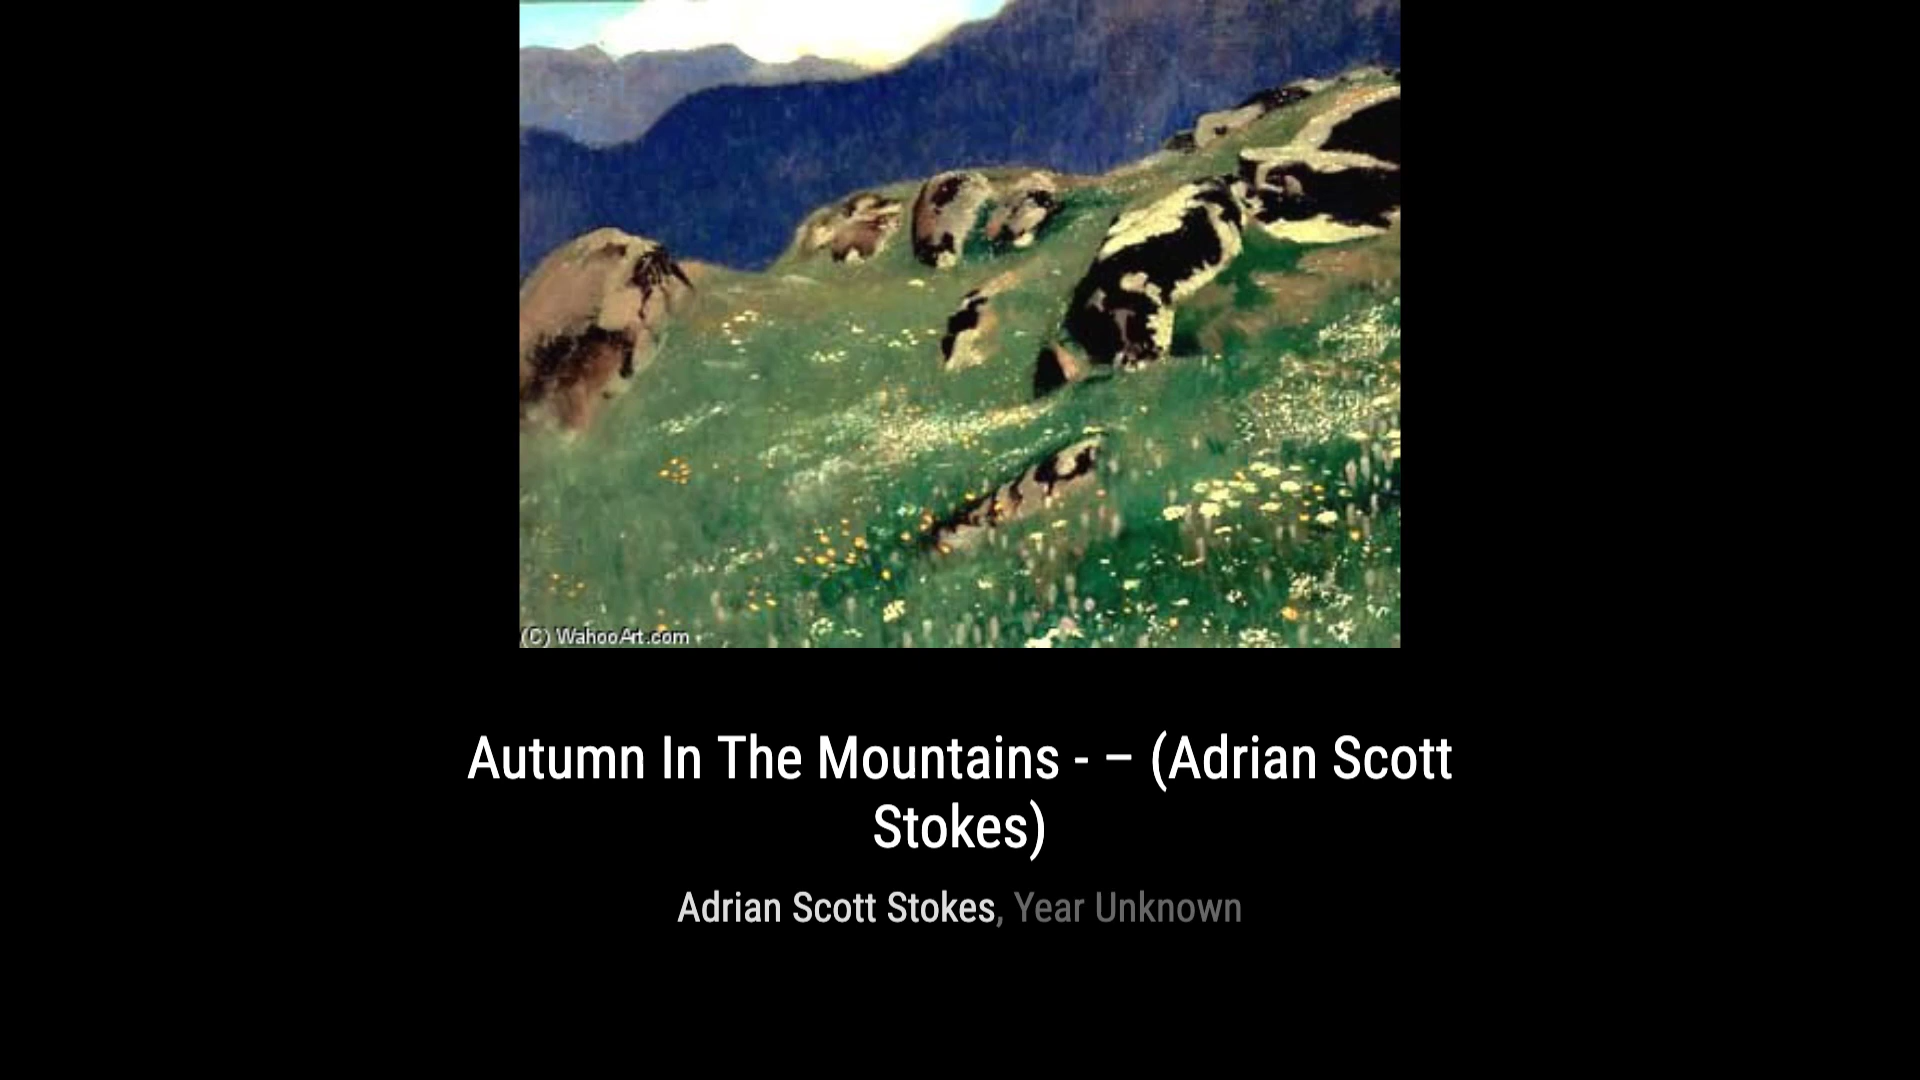 (C) WahooArt.com
Autumn In The Mountains - – (Adrian Scott
Stokes)
Adrian Scott Stokes, Year Unknown